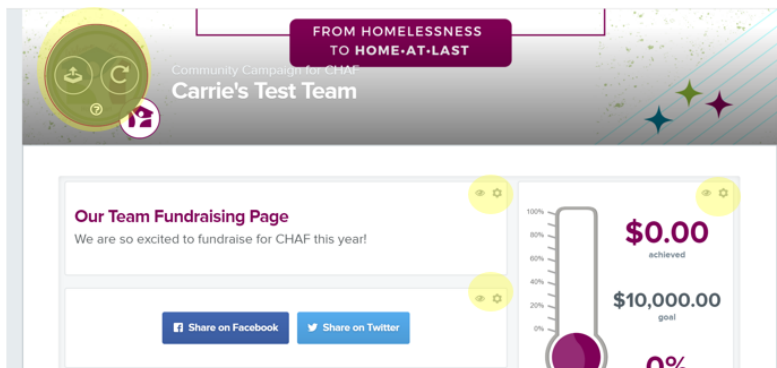 FROM HOMELESSNESS
TO HOME•AT•LAST
Community Campaign for CHAF
Carrie's Test Team
Our Team Fundraising Page
We are so excited to fundraise for CHAF this year!
Share on Facebook
Share on Twitter
100%
80%
60%
40%
20%
0%
$0.00
achieved
$10,000.00
goal
0%